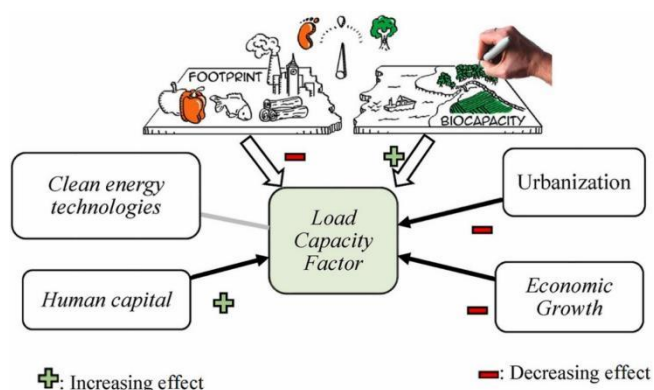 FOOTPRINT
BIOCAPACITY
Clean energy
technologies
Load
Capacity
Factor
Urbanization
Human capital
Economic
Growth
: Increasing effect
: Decreasing effect